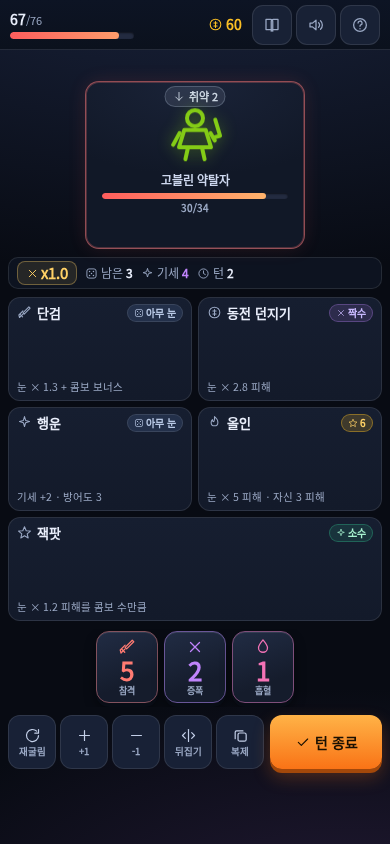 67/76
60
취약 2
고블린 약탈자
30/34
x1.0 남은 3 기세 4 턴 2
단검 아무 눈
눈 × 1.3 + 콤보 보너스
동전 던지기 짝수
눈 × 2.8 피해
행운 아무 눈
기세 +2 · 방어도 3
올인 6
눈 × 5 피해 · 자신 3 피해
잭팟 소수
눈 × 1.2 피해를 콤보 수만큼
5 참격
2 증폭
1 흡혈
재굴림
+1
-1
뒤집기
복제
턴 종료